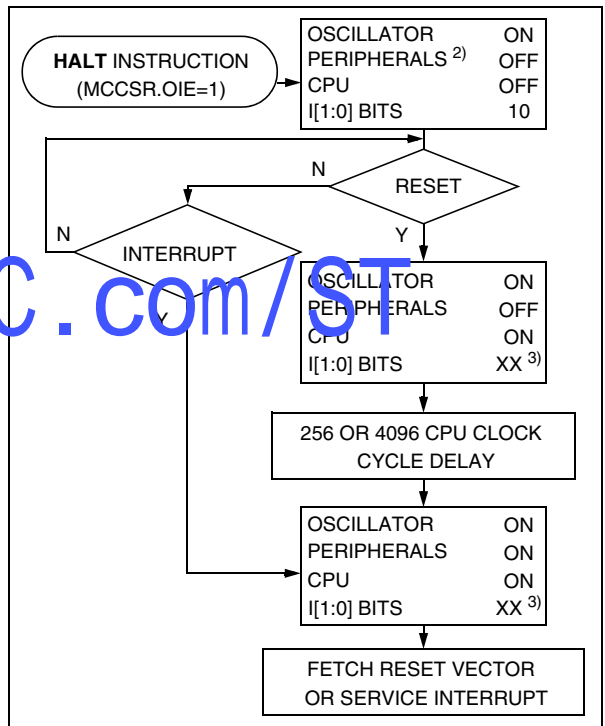 HALT INSTRUCTION
(MCCSR.OIE=1)
OSCILLATOR ON
PERIPHERALS 2) OFF
CPU OFF
I[1:0] BITS 10
N
RESET
Y
N
INTERRUPT
Y
C.com/ST
OSCILLATOR ON
PERIPHERALS OFF
CPU ON
I[1:0] BITS XX 3)
256 OR 4096 CPU CLOCK
CYCLE DELAY
OSCILLATOR ON
PERIPHERALS ON
CPU ON
I[1:0] BITS XX 3)
FETCH RESET VECTOR
OR SERVICE INTERRUPT